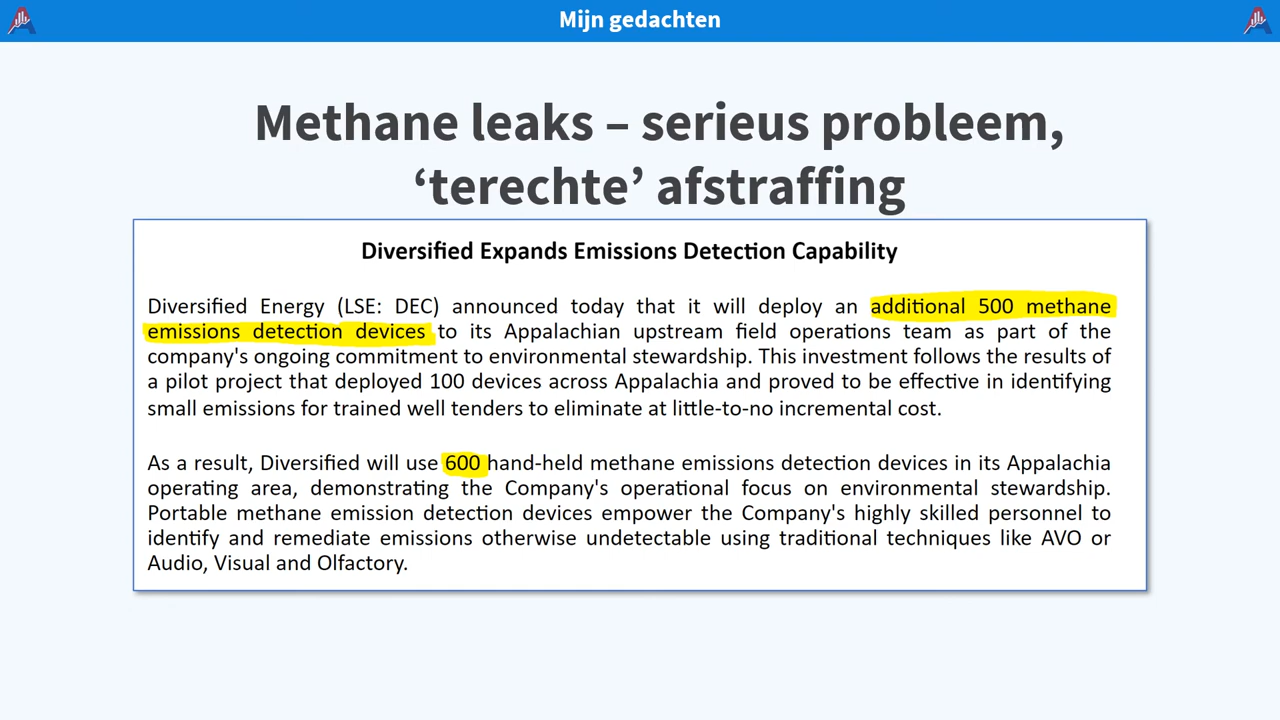 Mijn gedachten
Methane leaks – serieus probleem,
‘terechte’ afstraffing
Diversified Expands Emissions Detection Capability
Diversified Energy (LSE: DEC) announced today that it will deploy an additional 500 methane
emissions detection devices to its Appalachian upstream field operations team as part of the
company's ongoing commitment to environmental stewardship. This investment follows the results of
a pilot project that deployed 100 devices across Appalachia and proved to be effective in identifying
small emissions for trained well tenders to eliminate at little-to-no incremental cost.
As a result, Diversified will use 600 hand-held methane emissions detection devices in its Appalachia
operating area, demonstrating the Company's operational focus on environmental stewardship.
Portable methane emission detection devices empower the Company's highly skilled personnel to
identify and remediate emissions otherwise undetectable using traditional techniques like AVO or
Audio, Visual and Olfactory.